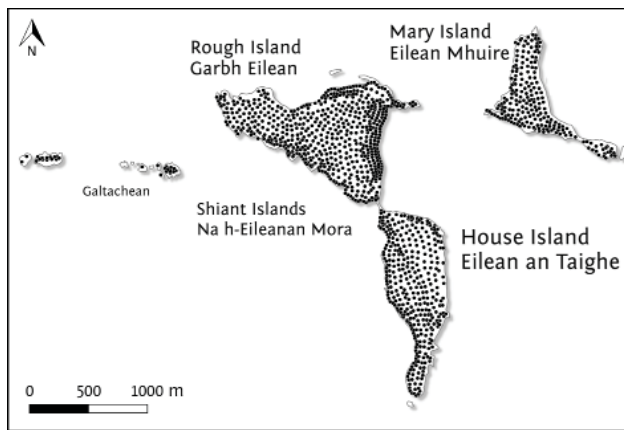 N
Rough Island
Garbh Eilean
Mary Island
Eilean Mhuire
Galtachean
Shiant Islands
Na h-Eileanan Mora
House Island
Eilean an Taighe
0 500 1000 m